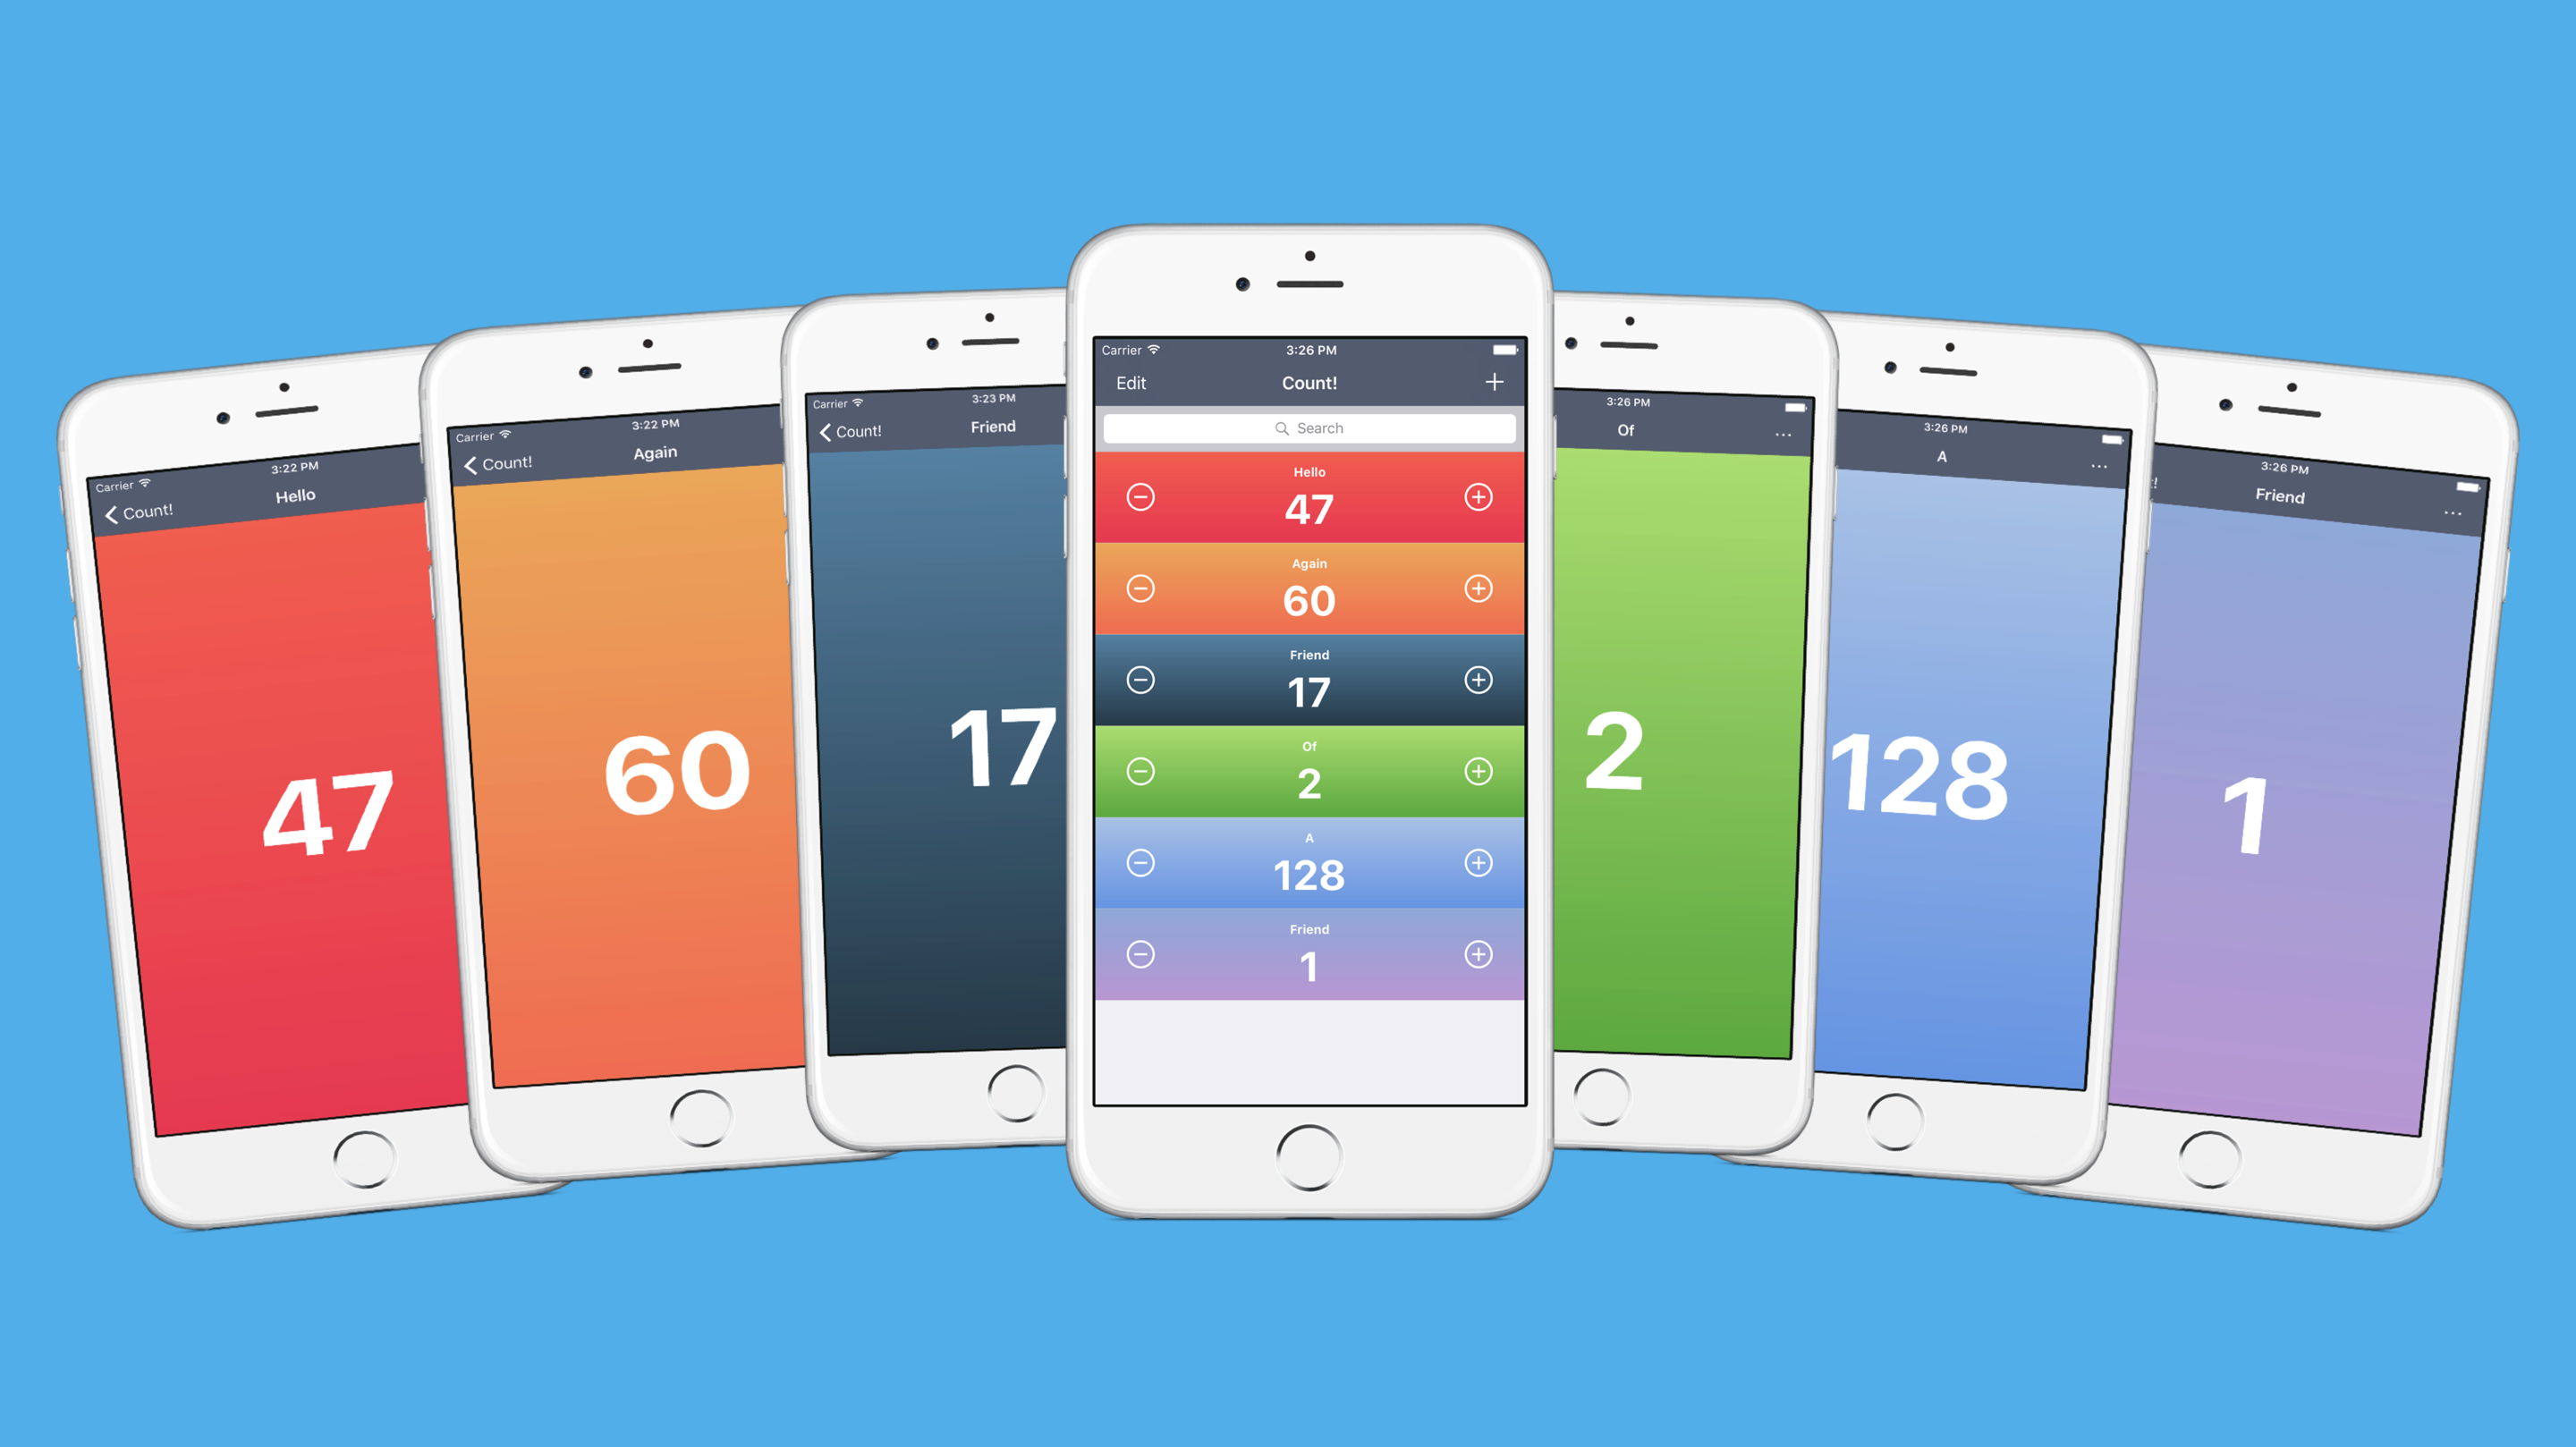 Carrier 3:22 PM
Count! Hello
47
Carrier 3:22 PM
Count! Again
60
Carrier 3:23 PM
Count! Friend
17
Carrier 3:26 PM
Edit Count! +
Search
Hello
47
Again
60
Friend
17
Of
2
A
128
Friend
1
3:26 PM
Of ...
2
3:26 PM
A ...
128
3:26 PM
! Friend ...
1